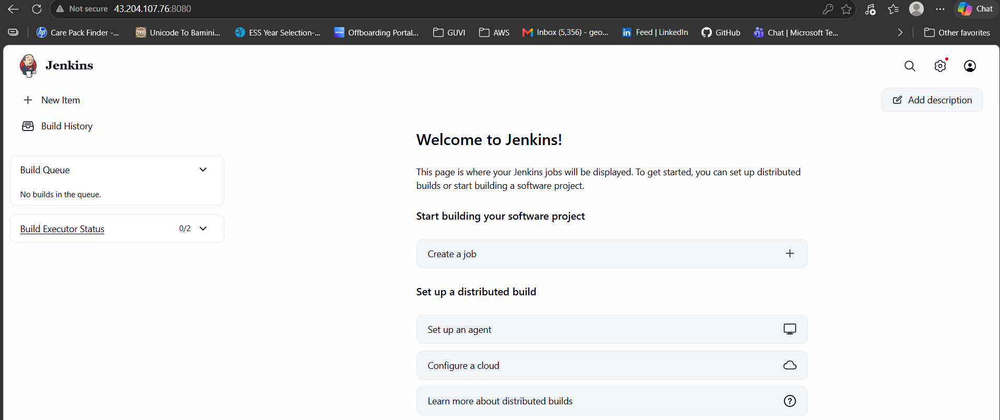 Not secure 43.204.107.76:8080
Chat
Care Pack Finder -...
Unicode To Bamini...
ESS Year Selection-...
Offboarding Portal...
GUVI
AWS
Inbox (5,356) - geo...
Feed | LinkedIn
GitHub
Chat | Microsoft Te...
Other favorites
Jenkins
New Item
Add description
Build History
Build Queue
No builds in the queue.
Build Executor Status 0/2
Welcome to Jenkins!
This page is where your Jenkins jobs will be displayed. To get started, you can set up distributed
builds or start building a software project.
Start building your software project
Create a job
Set up a distributed build
Set up an agent
Configure a cloud
Learn more about distributed builds